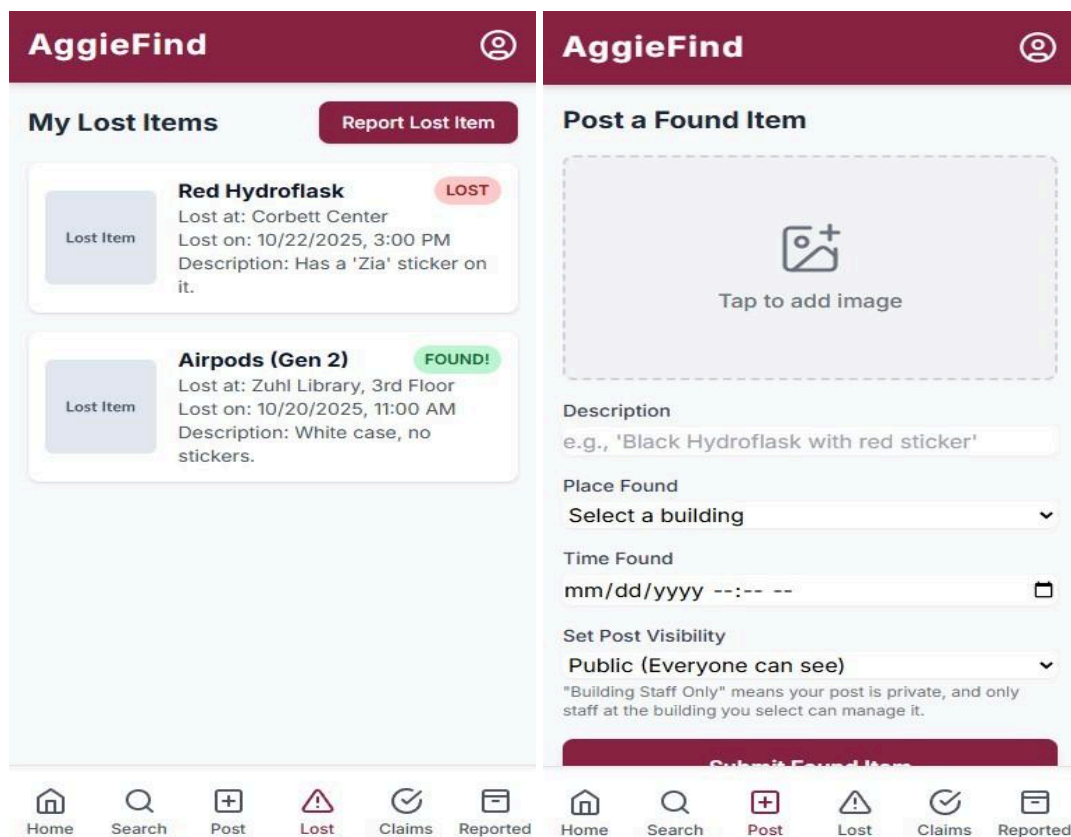 AggieFind
My Lost Items
Report Lost Item
Lost Item
Red Hydroflask
LOST
Lost at: Corbett Center
Lost on: 10/22/2025, 3:00 PM
Description: Has a 'Zia' sticker on
it.
Lost Item
Airpods (Gen 2)
FOUND!
Lost at: Zuhl Library, 3rd Floor
Lost on: 10/20/2025, 11:00 AM
Description: White case, no
stickers.
Home
Search
Post
Lost
Claims
Reported
AggieFind
Post a Found Item
Tap to add image
Description
e.g., 'Black Hydroflask with red sticker'
Place Found
Select a building
Time Found
mm/dd/yyyy --:-- --
Set Post Visibility
Public (Everyone can see)
"Building Staff Only" means your post is private, and only
staff at the building you select can manage it.
Submit Found Item
Home
Search
Post
Lost
Claims
Reported